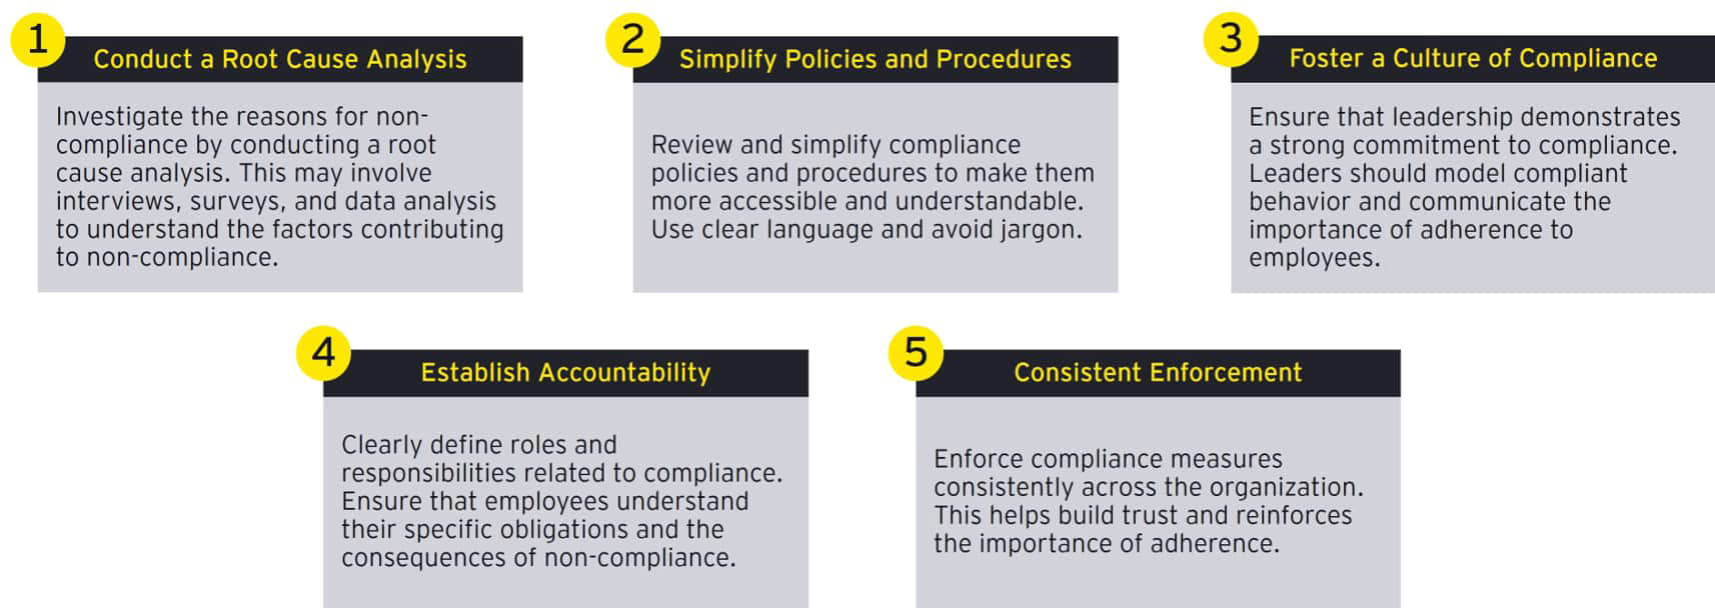 1
Conduct a Root Cause Analysis
Investigate the reasons for non-
compliance by conducting a root
cause analysis. This may involve
interviews, surveys, and data analysis
to understand the factors contributing
to non-compliance.
2
Simplify Policies and Procedures
Review and simplify compliance
policies and procedures to make them
more accessible and understandable.
Use clear language and avoid jargon.
3
Foster a Culture of Compliance
Ensure that leadership demonstrates
a strong commitment to compliance.
Leaders should model compliant
behavior and communicate the
importance of adherence to
employees.
4
Establish Accountability
Clearly define roles and
responsibilities related to compliance.
Ensure that employees understand
their specific obligations and the
consequences of non-compliance.
5
Consistent Enforcement
Enforce compliance measures
consistently across the organization.
This helps build trust and reinforces
the importance of adherence.